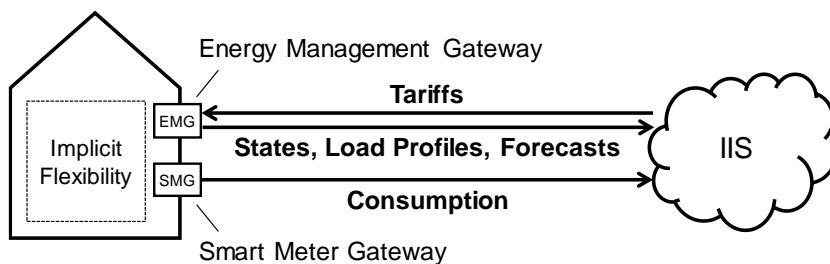 Energy Management Gateway
Tariffs
EMG
Implicit
Flexibility
States, Load Profiles, Forecasts
IIS
SMG
Consumption
Smart Meter Gateway